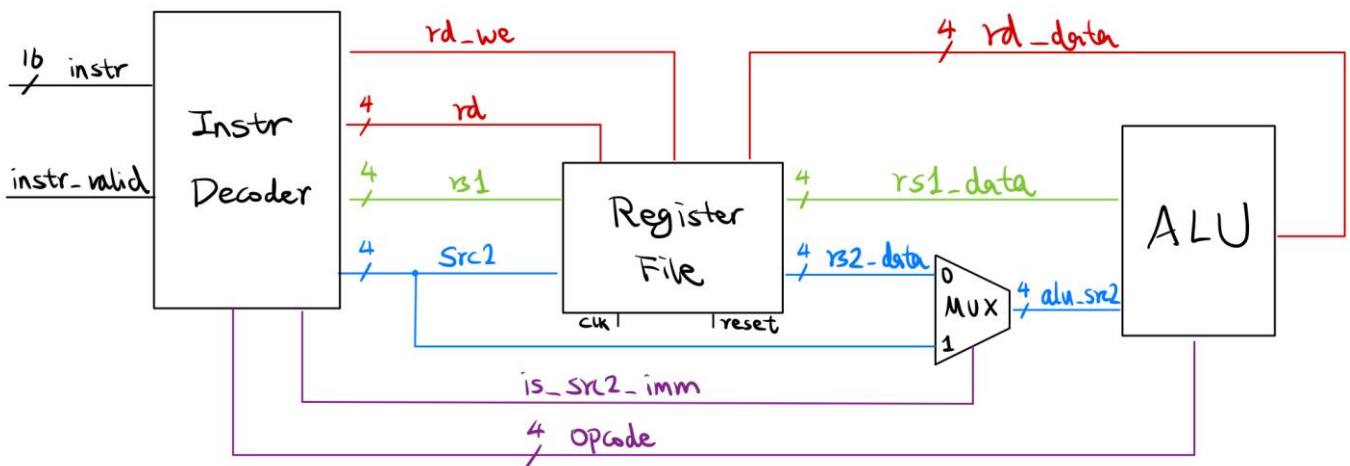 16 instr
instr_valid
Instr
Decoder
rd_we
4 rd
4 rs1
4 Src2
Register
File
clk
reset
4 rd_data
4 rs1_data
4 rs2_data
0
MUX
1
4 alu_src2
ALU
is_src2_imm
4 opcode